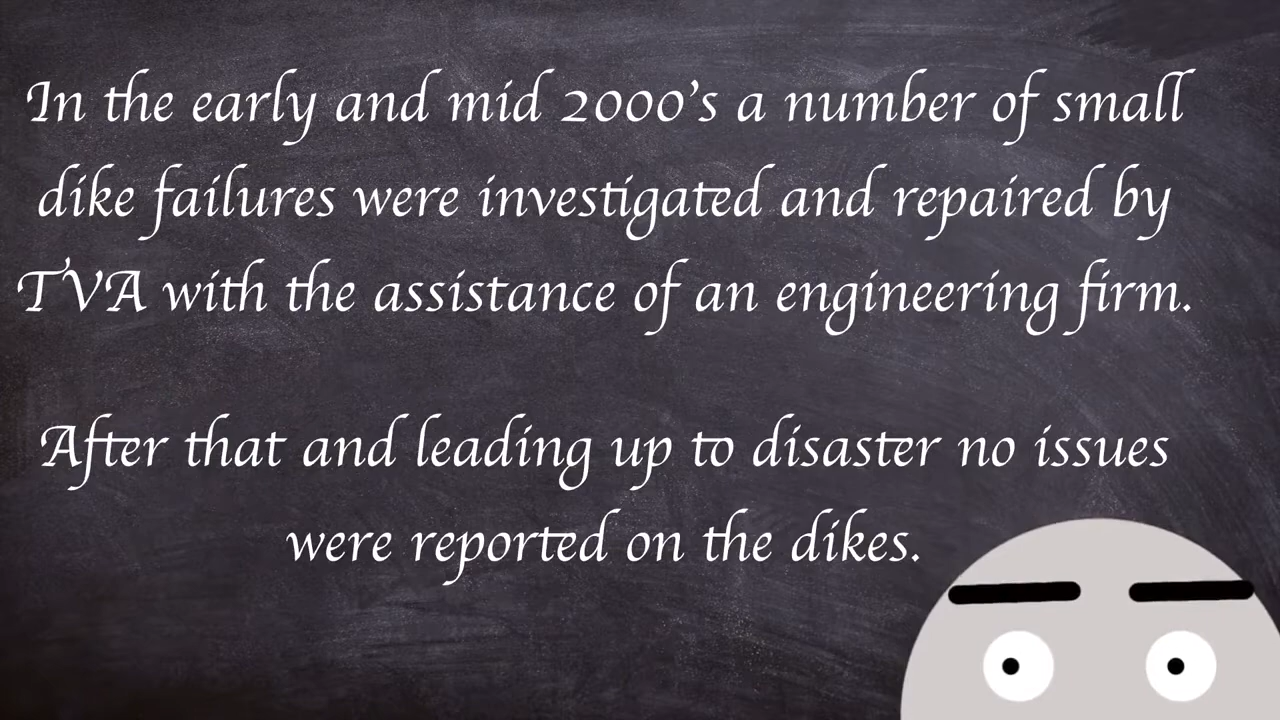 In the early and mid 2000's a number of small
dike failures were investigated and repaired by
TVA with the assistance of an engineering firm.
After that and leading up to disaster no issues
were reported on the dikes.